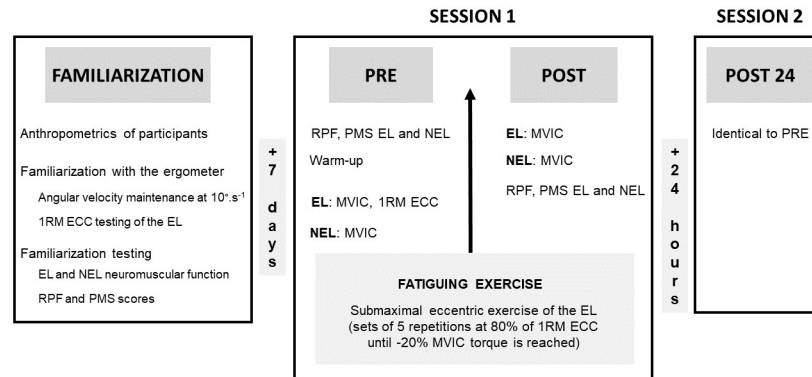 SESSION 1
SESSION 2
FAMILIARIZATION
Anthropometrics of participants
Familiarization with the ergometer
Angular velocity maintenance at 10°.s⁻¹
1RM ECC testing of the EL
Familiarization testing
EL and NEL neuromuscular function
RPF and PMS scores
+ 7 days
PRE
RPF, PMS EL and NEL
Warm-up
EL: MVIC, 1RM ECC
NEL: MVIC
POST
EL: MVIC
NEL: MVIC
RPF, PMS EL and NEL
FATIGUING EXERCISE
Submaximal eccentric exercise of the EL
(sets of 5 repetitions at 80% of 1RM ECC
until -20% MVIC torque is reached)
+ 24 hours
POST 24
Identical to PRE